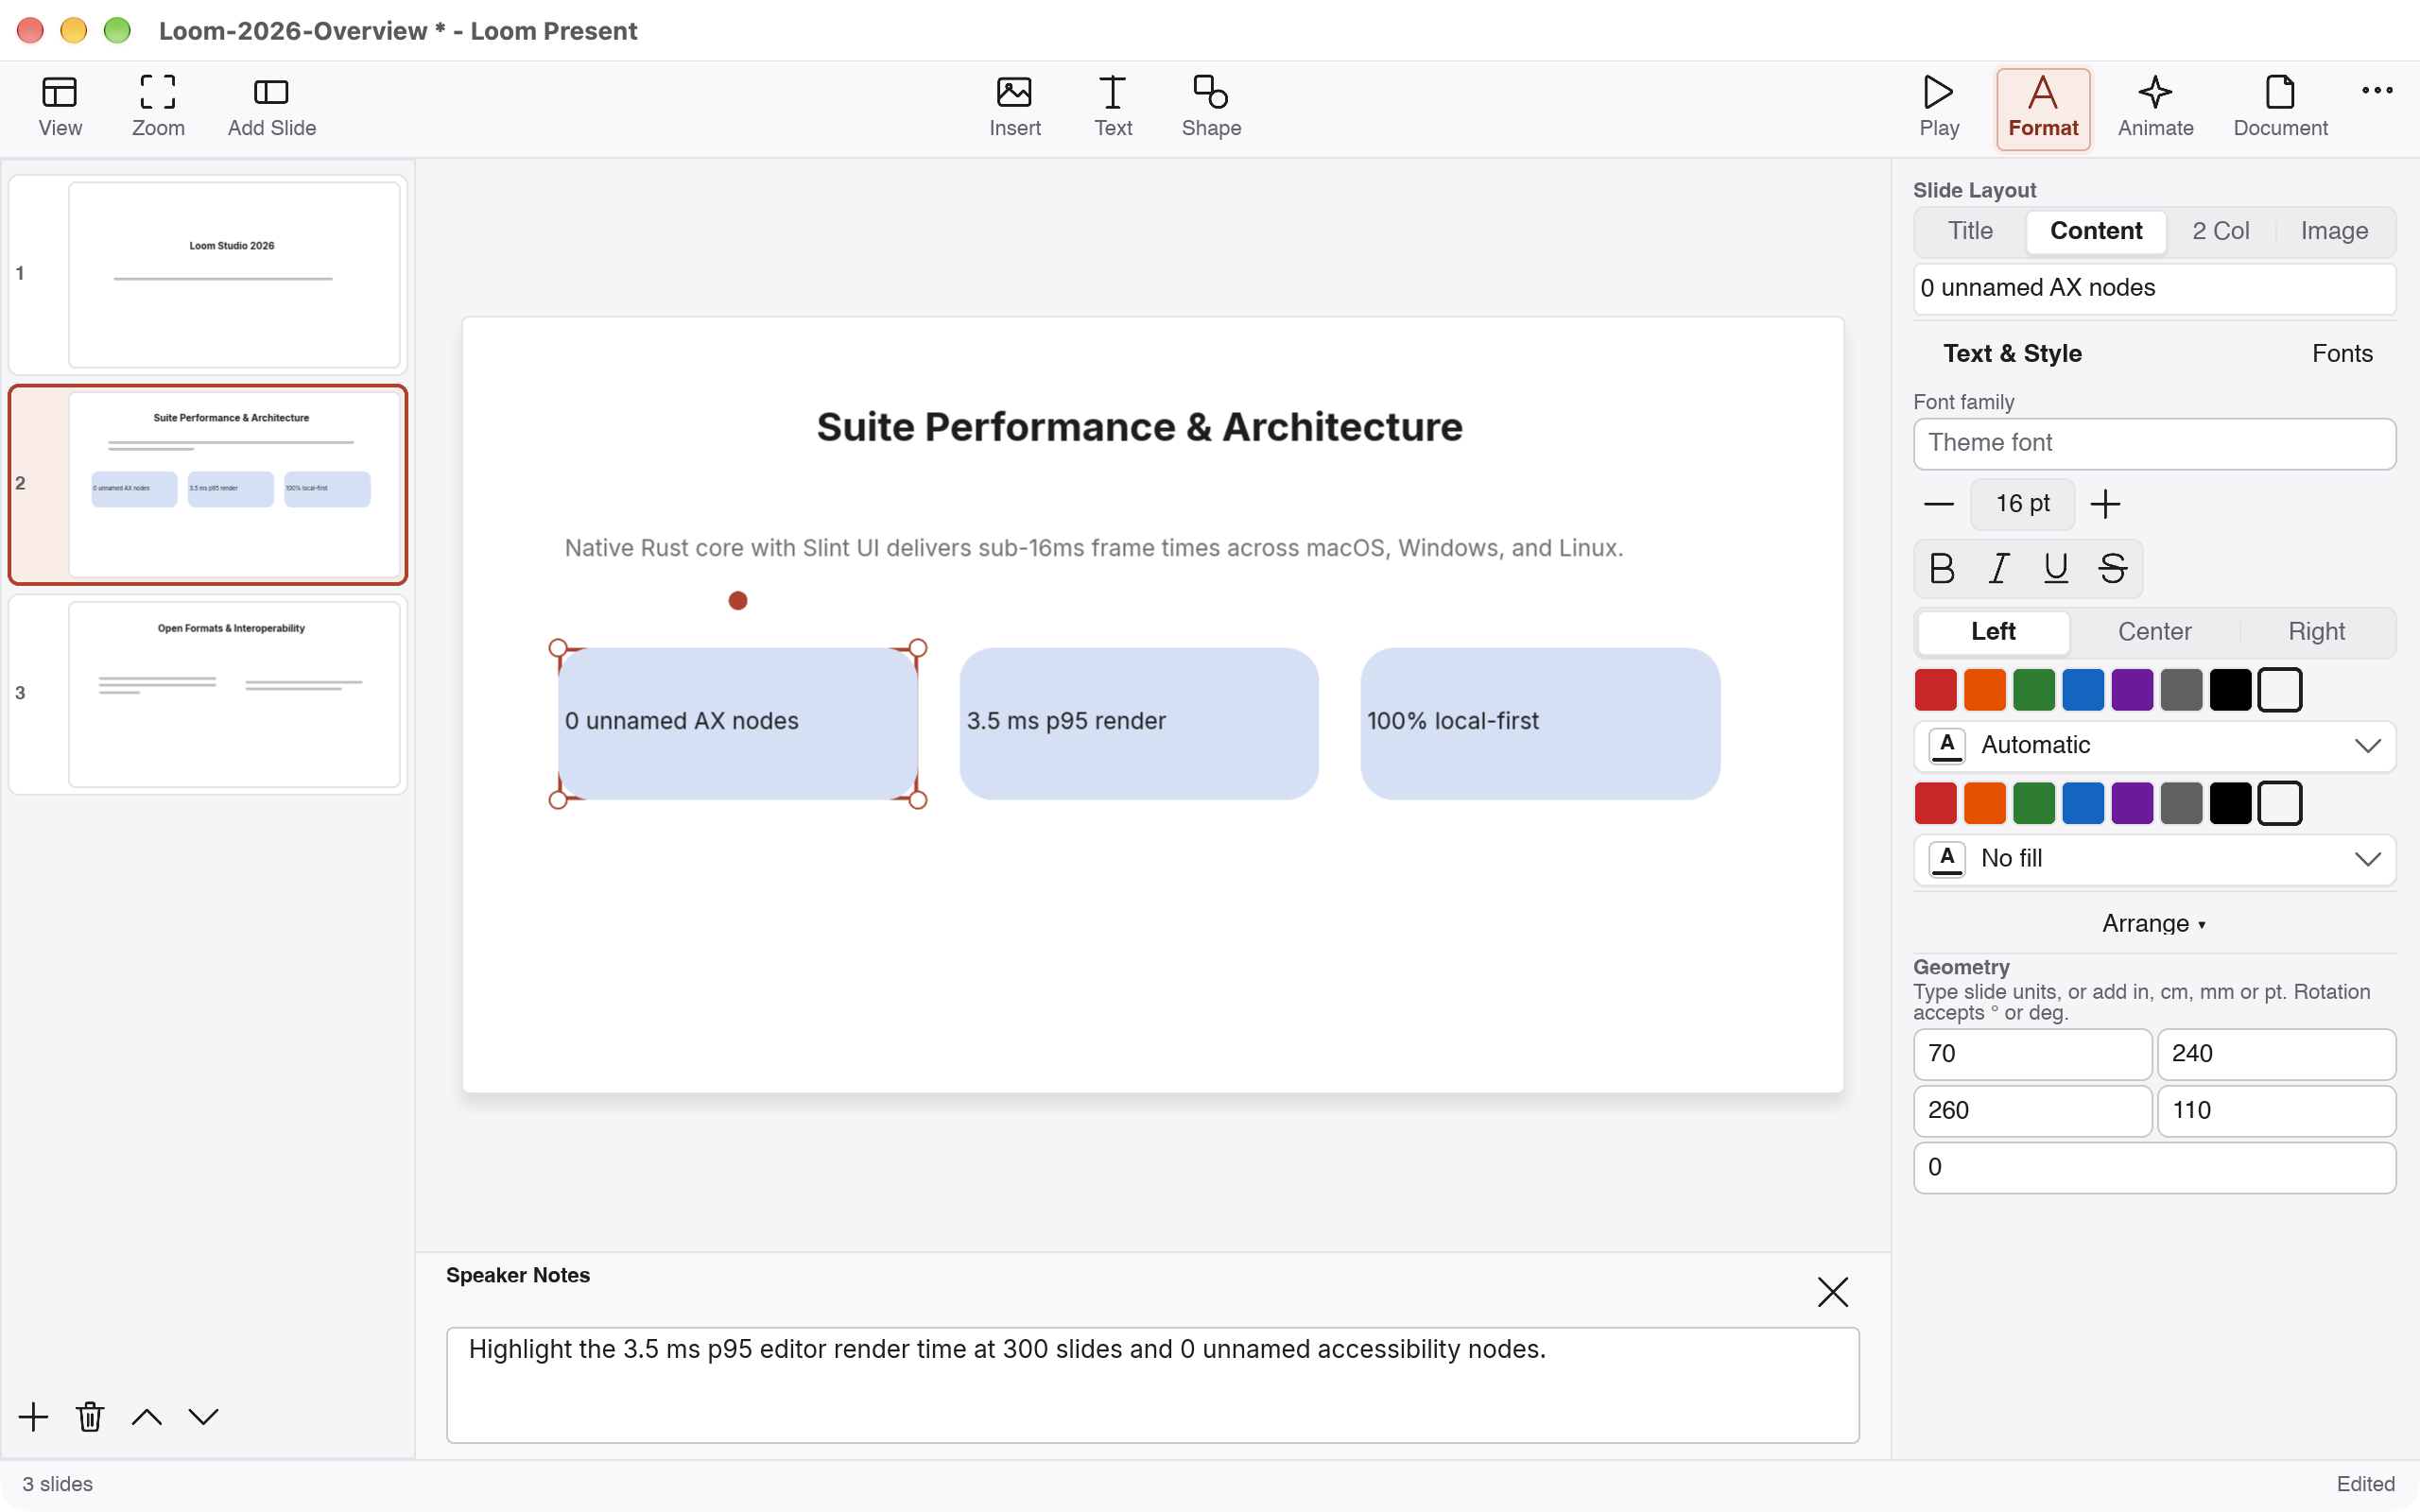 Loom-2026-Overview * - Loom Present
View
Zoom
Add Slide
Insert
Text
Shape
Play
Format
Animate
Document
1
Loom Studio 2026
2
Suite Performance & Architecture
0 unnamed AX nodes
3.5 ms p95 render
100% local-first
3
Open Formats & Interoperability
Suite Performance & Architecture
Native Rust core with Slint UI delivers sub-16ms frame times across macOS, Windows, and Linux.
0 unnamed AX nodes
3.5 ms p95 render
100% local-first
Speaker Notes
Highlight the 3.5 ms p95 editor render time at 300 slides and 0 unnamed accessibility nodes.
Slide Layout
Title
Content
2 Col
Image
0 unnamed AX nodes
Text & Style
Fonts
Font family
Theme font
16 pt
B I U S
Left
Center
Right
A Automatic
A No fill
Arrange ▾
Geometry
Type slide units, or add in, cm, mm or pt. Rotation
accepts ° or deg.
70
240
260
110
0
3 slides
Edited